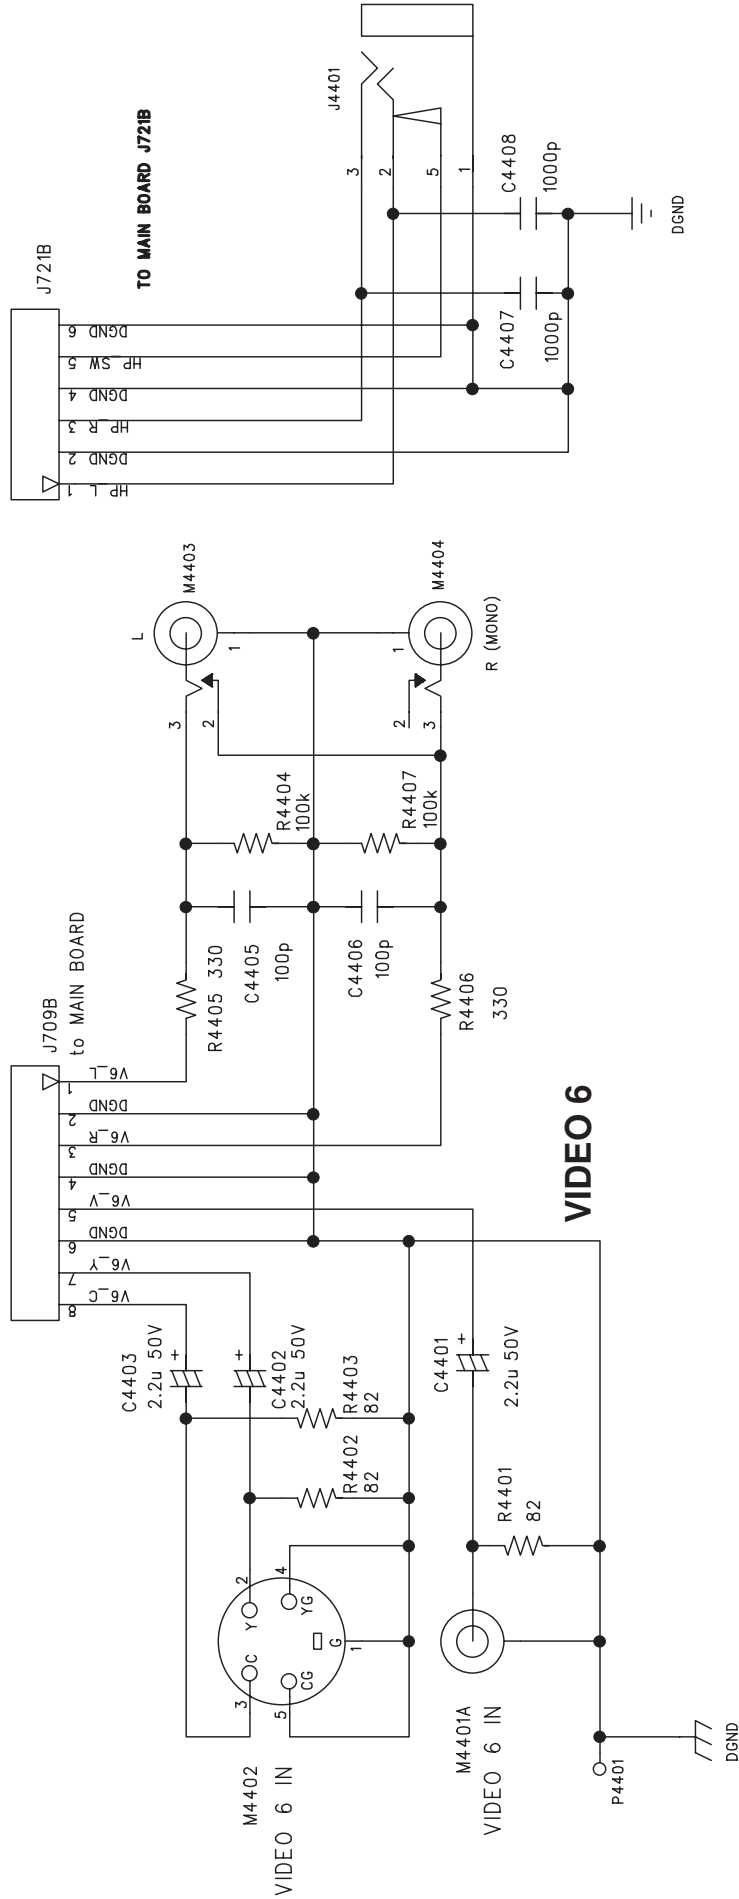 J4401
3
2
5
1
C4408
1000p
C4407
1000p
DGND
J721B
TO MAIN BOARD J721B
6 DGND
5 HP_SW
4 DGND
3 HP_R
2 DGND
1 HP_L
L
M4403
1
3
2
R (MONO)
M4404
1
2
3
R4404
100k
R4407
100k
C4405
100p
C4406
100p
R4405 330
R4406
330
J709B
to MAIN BOARD
1 V6_L
2 DGND
3 V6_R
4 DGND
5 V6_V
6 DGND
7 V6_Y
8 V6_C
VIDEO 6
C4403
2.2u 50V
+
C4402
2.2u 50V
+
C4401
2.2u 50V
+
R4403
82
R4402
82
R4401
82
2
4
3
5
1
Y
YG
C
CG
G
M4402
VIDEO 6 IN
M4401A
VIDEO 6 IN
P4401
DGND